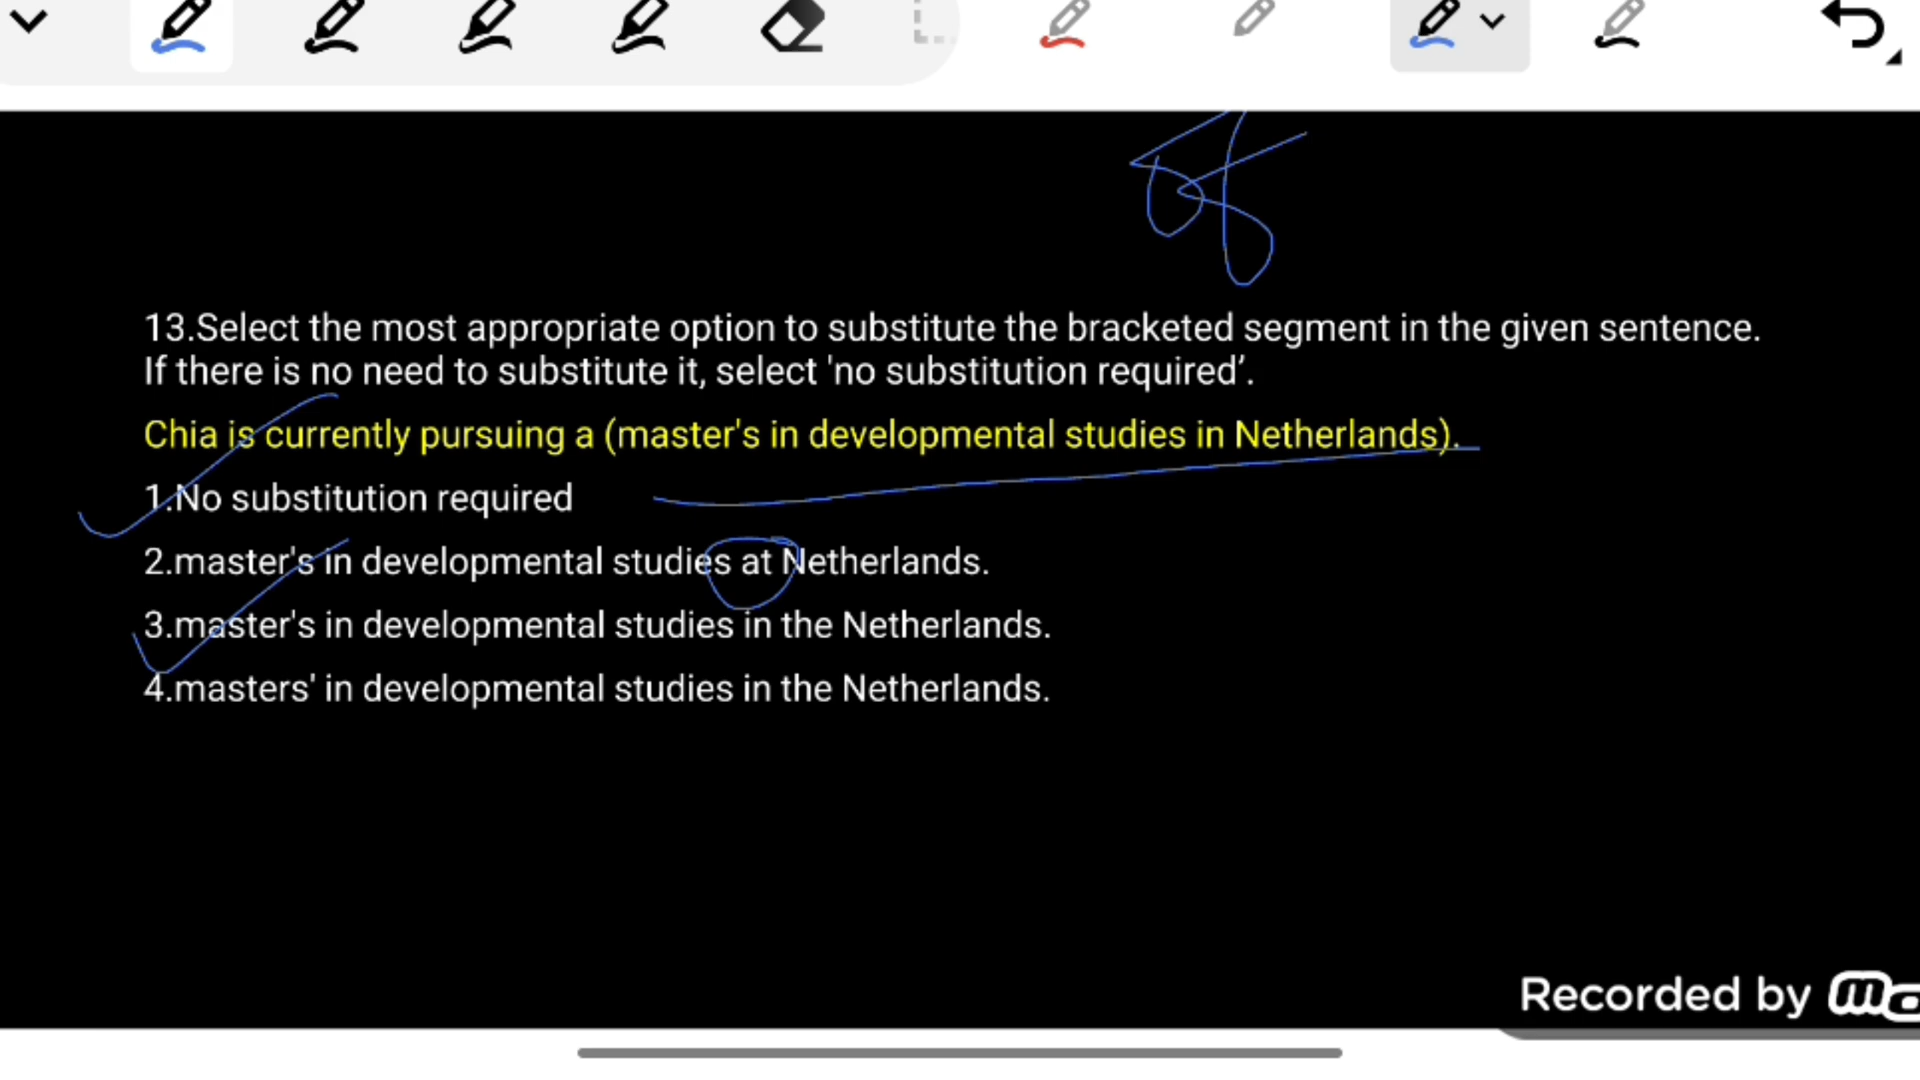 13.Select the most appropriate option to substitute the bracketed segment in the given sentence.
If there is no need to substitute it, select 'no substitution required’.
Chia is currently pursuing a (master's in developmental studies in Netherlands).
1.No substitution required
2.master's in developmental studies at Netherlands.
3.master's in developmental studies in the Netherlands.
4.masters' in developmental studies in the Netherlands.
Recorded by